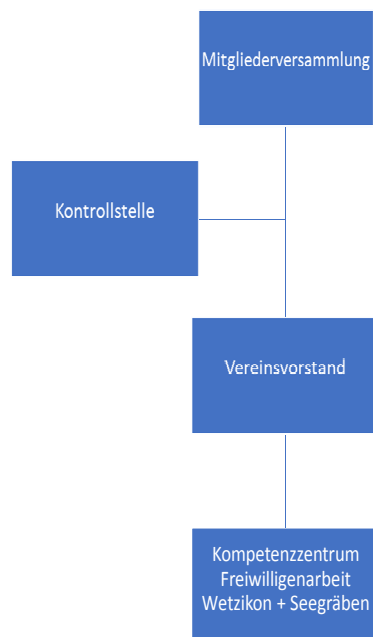 Mitgliederversammlung
Kontrollstelle
Vereinsvorstand
Kompetenzzentrum
Freiwilligenarbeit
Wetzikon + Seegräben